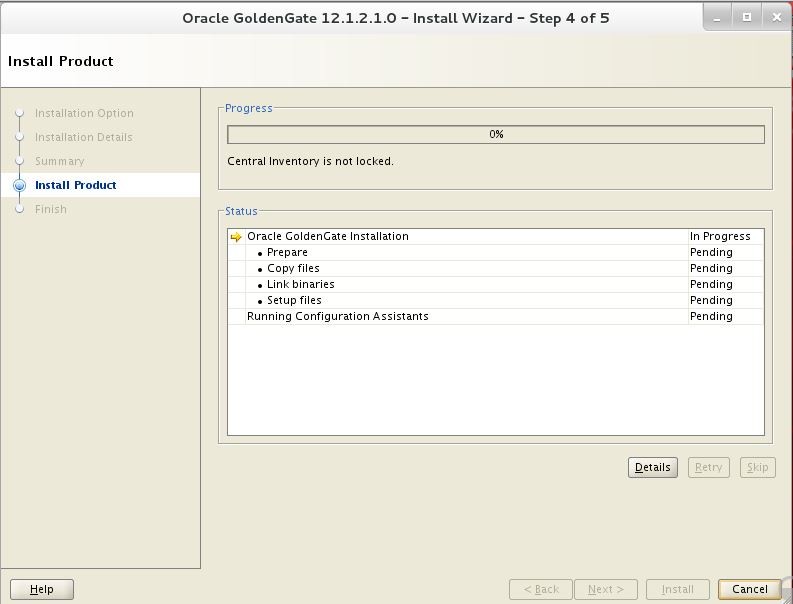 Oracle GoldenGate 12.1.2.1.0 - Install Wizard - Step 4 of 5
Install Product
Installation Option
Installation Details
Summary
Install Product
Finish
Progress
0%
Central Inventory is not locked.
Status
Oracle GoldenGate Installation In Progress
• Prepare Pending
• Copy files Pending
• Link binaries Pending
• Setup files Pending
Running Configuration Assistants Pending
Details Retry Skip
Help < Back Next > Install Cancel